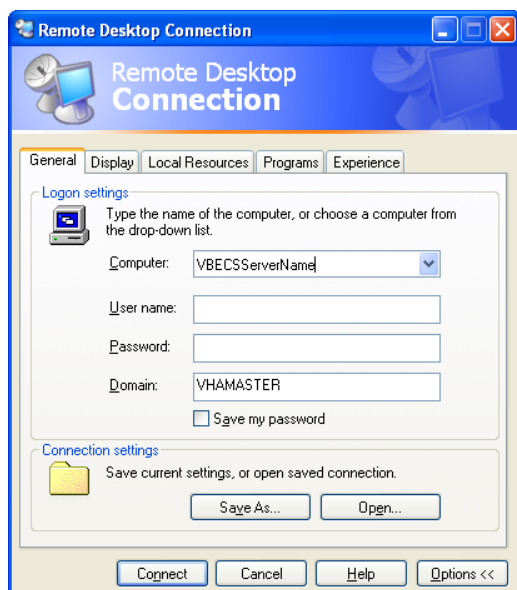 Remote Desktop Connection
Remote Desktop
Connection
General Display Local Resources Programs Experience
Logon settings
Type the name of the computer, or choose a computer from
the drop-down list.
Computer: VBECSServerName
User name:
Password:
Domain: VHAMASTER
Save my password
Connection settings
Save current settings, or open saved connection.
Save As... Open...
Connect Cancel Help Options <<